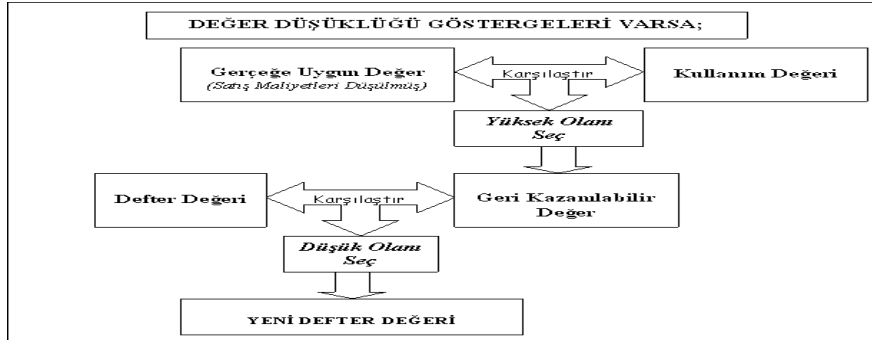 DEĞER DÜŞÜKLÜĞÜ GÖSTERGELERİ VARSA;
Gerçeğe Uygun Değer
(Satış Maliyetleri Düşülmüş)
Karşılaştır
Kullanım Değeri
Yüksek Olanı
Seç
Defter Değeri
Karşılaştır
Geri Kazanılabilir
Değer
Düşük Olanı
Seç
YENİ DEFTER DEĞERİ